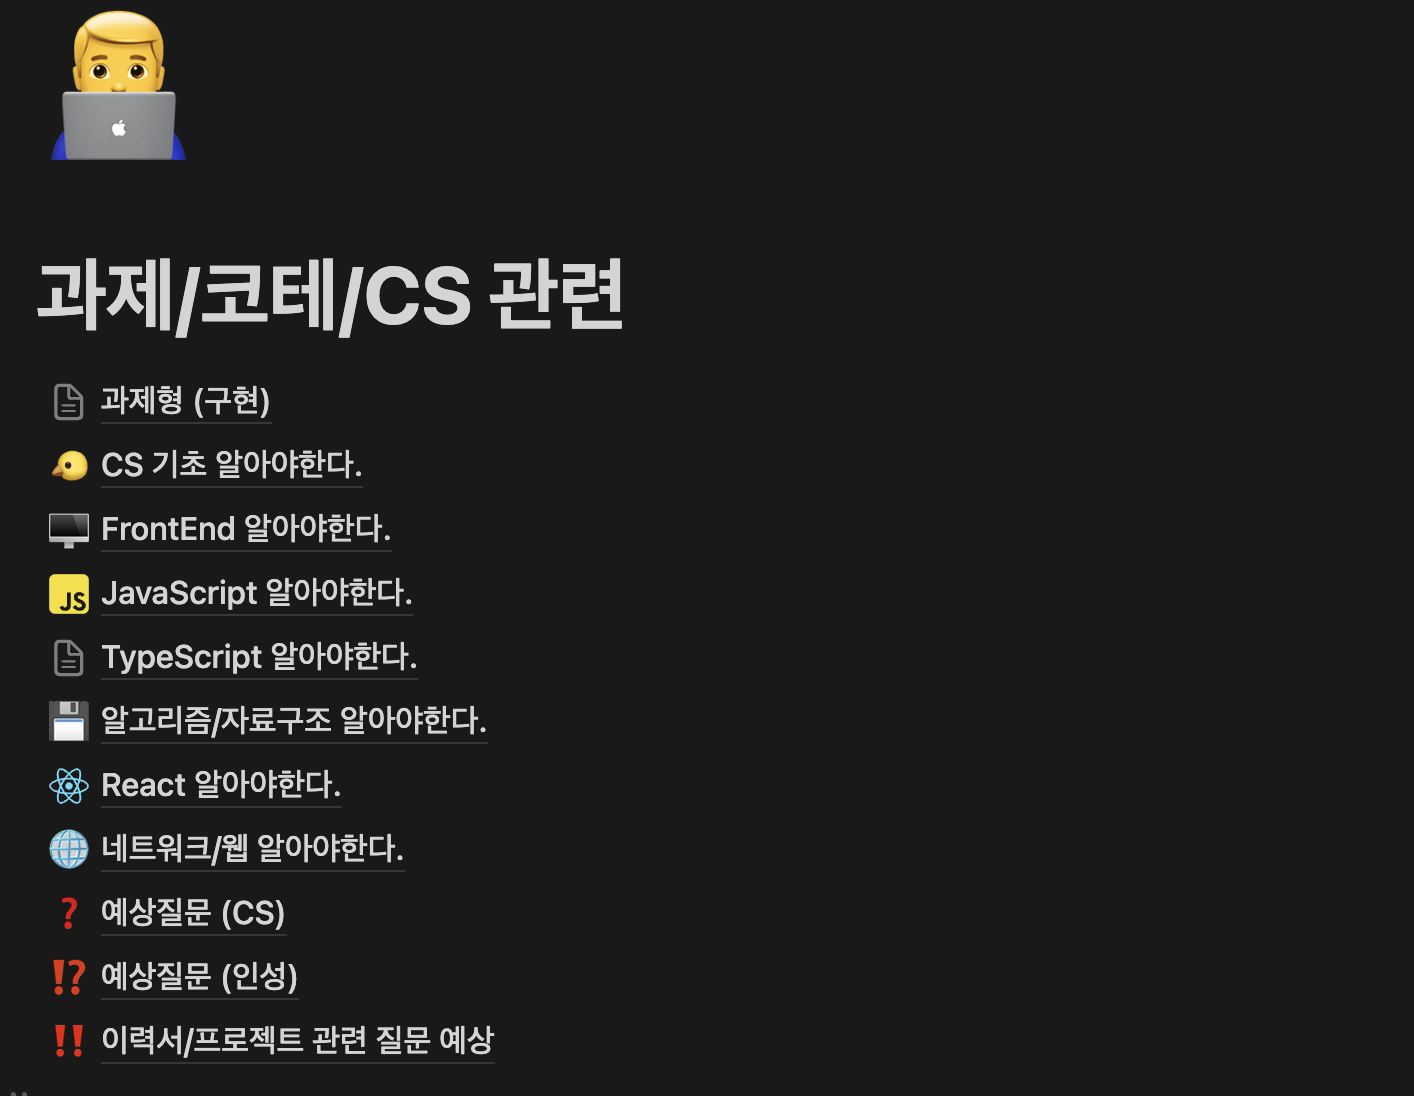 과제/코테/CS 관련
과제형 (구현)
CS 기초 알아야한다.
FrontEnd 알아야한다.
JS JavaScript 알아야한다.
TypeScript 알아야한다.
알고리즘/자료구조 알아야한다.
React 알아야한다.
네트워크/웹 알아야한다.
❓ 예상질문 (CS)
⁉️ 예상질문 (인성)
‼️ 이력서/프로젝트 관련 질문 예상